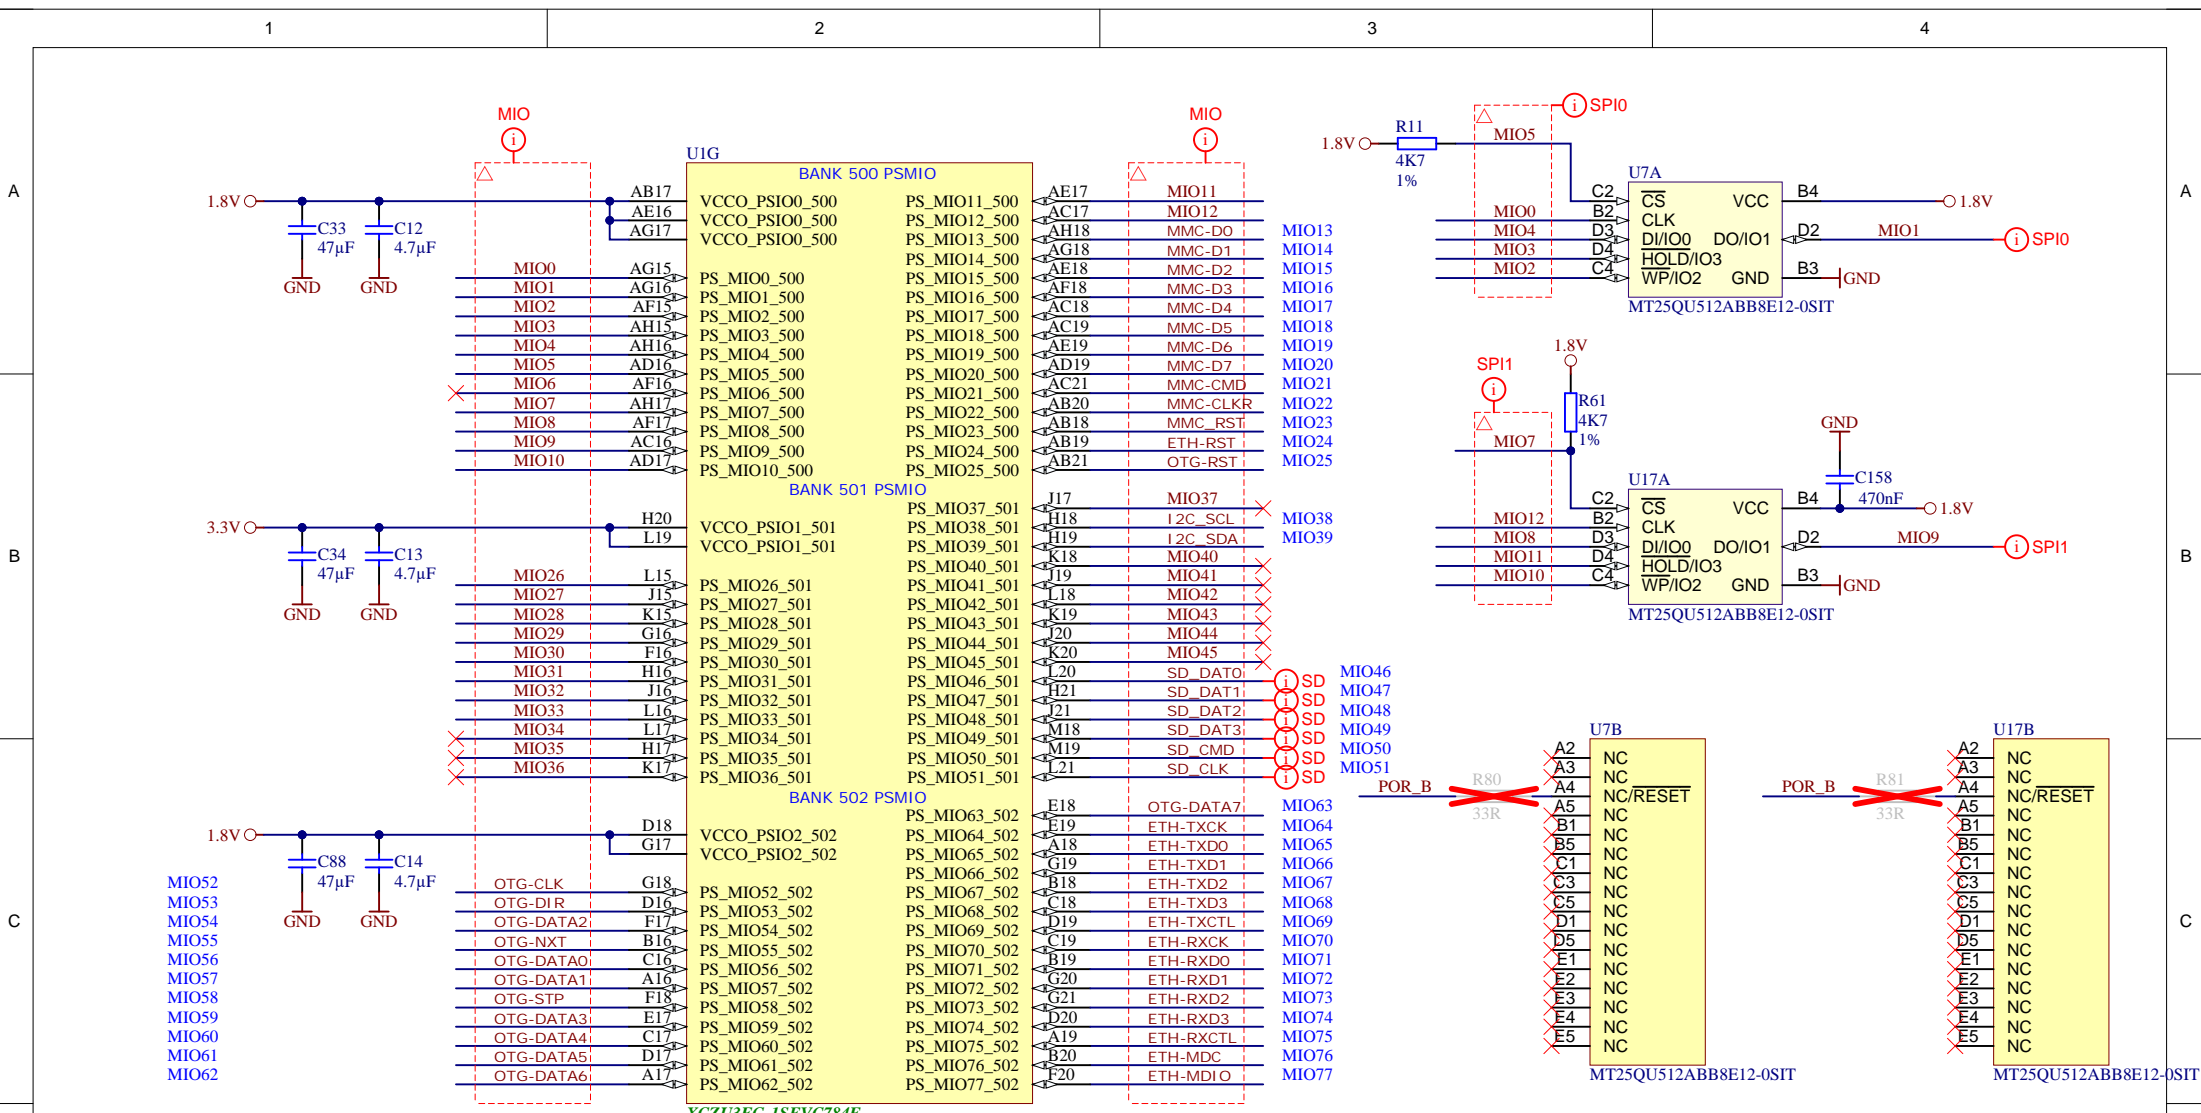 1 2 3 4
A A
B B
C C
MIO
MIO
U1G
BANK 500 PSMIO
1.8V
C33
47µF
GND
C12
4.7µF
GND
AB17 VCCO_PSIO0_500
AE16 VCCO_PSIO0_500
AG17 VCCO_PSIO0_500
MIO0 AG15 PS_MIO0_500
MIO1 AG16 PS_MIO1_500
MIO2 AF15 PS_MIO2_500
MIO3 AH15 PS_MIO3_500
MIO4 AH16 PS_MIO4_500
MIO5 AD16 PS_MIO5_500
MIO6 AF16 PS_MIO6_500
MIO7 AH17 PS_MIO7_500
MIO8 AF17 PS_MIO8_500
MIO9 AC16 PS_MIO9_500
MIO10 AD17 PS_MIO10_500
PS_MIO11_500 AE17 MIO11
PS_MIO12_500 AC17 MIO12
PS_MIO13_500 AH18 MMC-D0 MIO13
PS_MIO14_500 AG18 MMC-D1 MIO14
PS_MIO15_500 AE18 MMC-D2 MIO15
PS_MIO16_500 AF18 MMC-D3 MIO16
PS_MIO17_500 AC18 MMC-D4 MIO17
PS_MIO18_500 AC19 MMC-D5 MIO18
PS_MIO19_500 AE19 MMC-D6 MIO19
PS_MIO20_500 AD19 MMC-D7 MIO20
PS_MIO21_500 AC21 MMC-CMD MIO21
PS_MIO22_500 AB20 MMC-CLKR MIO22
PS_MIO23_500 AB18 MMC_RST MIO23
PS_MIO24_500 AB19 ETH-RST MIO24
PS_MIO25_500 AB21 OTG-RST MIO25
BANK 501 PSMIO
3.3V
C34
47µF
GND
C13
4.7µF
GND
H20 VCCO_PSIO1_501
L19 VCCO_PSIO1_501
MIO26 L15 PS_MIO26_501
MIO27 J15 PS_MIO27_501
MIO28 K15 PS_MIO28_501
MIO29 G16 PS_MIO29_501
MIO30 F16 PS_MIO30_501
MIO31 H16 PS_MIO31_501
MIO32 J16 PS_MIO32_501
MIO33 L16 PS_MIO33_501
MIO34 L17 PS_MIO34_501
MIO35 H17 PS_MIO35_501
MIO36 K17 PS_MIO36_501
PS_MIO37_501 J17 MIO37
PS_MIO38_501 H18 I2C_SCL MIO38
PS_MIO39_501 H19 I2C_SDA MIO39
PS_MIO40_501 K18 MIO40
PS_MIO41_501 J19 MIO41
PS_MIO42_501 L18 MIO42
PS_MIO43_501 K19 MIO43
PS_MIO44_501 J20 MIO44
PS_MIO45_501 K20 MIO45
PS_MIO46_501 L20 SD_DAT0 SD MIO46
PS_MIO47_501 H21 SD_DAT1 SD MIO47
PS_MIO48_501 J21 SD_DAT2 SD MIO48
PS_MIO49_501 M18 SD_DAT3 SD MIO49
PS_MIO50_501 M19 SD_CMD SD MIO50
PS_MIO51_501 L21 SD_CLK SD MIO51
BANK 502 PSMIO
1.8V
C88
47µF
GND
C14
4.7µF
GND
D18 VCCO_PSIO2_502
G17 VCCO_PSIO2_502
MIO52 OTG-CLK G18 PS_MIO52_502
MIO53 OTG-DIR D16 PS_MIO53_502
MIO54 OTG-DATA2 F17 PS_MIO54_502
MIO55 OTG-NXT B16 PS_MIO55_502
MIO56 OTG-DATA0 C16 PS_MIO56_502
MIO57 OTG-DATA1 A16 PS_MIO57_502
MIO58 OTG-STP F18 PS_MIO58_502
MIO59 OTG-DATA3 E17 PS_MIO59_502
MIO60 OTG-DATA4 C17 PS_MIO60_502
MIO61 OTG-DATA5 D17 PS_MIO61_502
MIO62 OTG-DATA6 A17 PS_MIO62_502
PS_MIO63_502 E18 OTG-DATA7 MIO63
PS_MIO64_502 E19 ETH-TXCK MIO64
PS_MIO65_502 A18 ETH-TXD0 MIO65
PS_MIO66_502 G19 ETH-TXD1 MIO66
PS_MIO67_502 B18 ETH-TXD2 MIO67
PS_MIO68_502 C18 ETH-TXD3 MIO68
PS_MIO69_502 D19 ETH-TXCTL MIO69
PS_MIO70_502 C19 ETH-RXCK MIO70
PS_MIO71_502 B19 ETH-RXD0 MIO71
PS_MIO72_502 G20 ETH-RXD1 MIO72
PS_MIO73_502 G21 ETH-RXD2 MIO73
PS_MIO74_502 D20 ETH-RXD3 MIO74
PS_MIO75_502 A19 ETH-RXCTL MIO75
PS_MIO76_502 B20 ETH-MDC MIO76
PS_MIO77_502 F20 ETH-MDIO MIO77
SPI0
1.8V R11 MIO5
4K7
1%
U7A
C2 CS VCC B4 1.8V
MIO0 B2 CLK
MIO4 D3 DI/IO0 DO/IO1 D2 MIO1 SPI0
MIO3 D4 HOLD/IO3
MIO2 C4 WP/IO2 GND B3 GND
MT25QU512ABB8E12-0SIT
SPI1
1.8V
R61
4K7
1%
MIO7
GND
C158
470nF
U17A
C2 CS VCC B4 1.8V
MIO12 B2 CLK
MIO8 D3 DI/IO0 DO/IO1 D2 MIO9 SPI1
MIO11 D4 HOLD/IO3
MIO10 C4 WP/IO2 GND B3 GND
MT25QU512ABB8E12-0SIT
U7B
A2 NC
A3 NC
POR_B R80 A4 NC/RESET
33R A5 NC
B1 NC
B5 NC
C1 NC
C3 NC
C5 NC
D1 NC
D5 NC
E1 NC
E2 NC
E3 NC
E4 NC
E5 NC
MT25QU512ABB8E12-0SIT
U17B
A2 NC
A3 NC
POR_B R81 A4 NC/RESET
33R A5 NC
B1 NC
B5 NC
C1 NC
C3 NC
C5 NC
D1 NC
D5 NC
E1 NC
E2 NC
E3 NC
E4 NC
E5 NC
MT25QU512ABB8E12-0SIT